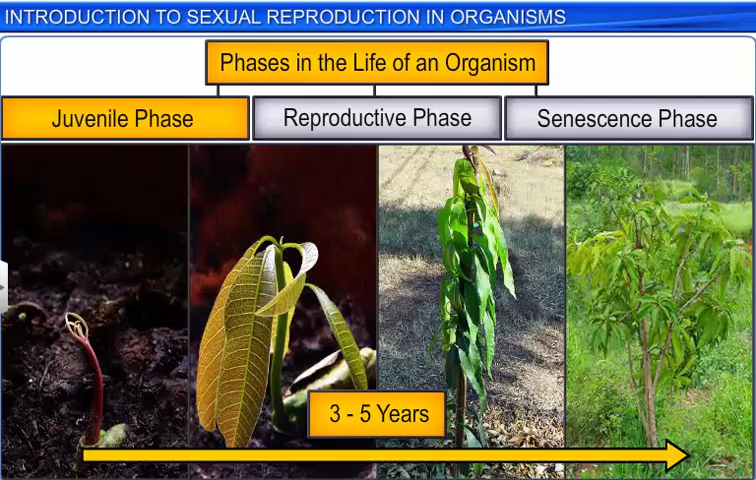 INTRODUCTION TO SEXUAL REPRODUCTION IN ORGANISMS
Phases in the Life of an Organism
Juvenile Phase
Reproductive Phase
Senescence Phase
3 - 5 Years